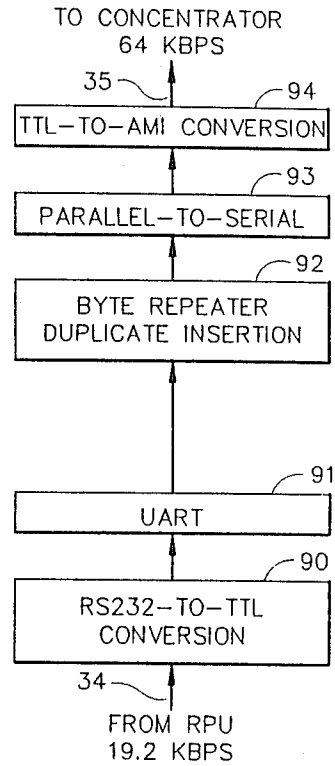 TO CONCENTRATOR
64 KBPS
35
94
TTL-TO-AMI CONVERSION
93
PARALLEL-TO-SERIAL
92
BYTE REPEATER
DUPLICATE INSERTION
91
UART
90
RS232-TO-TTL
CONVERSION
34
FROM RPU
19.2 KBPS